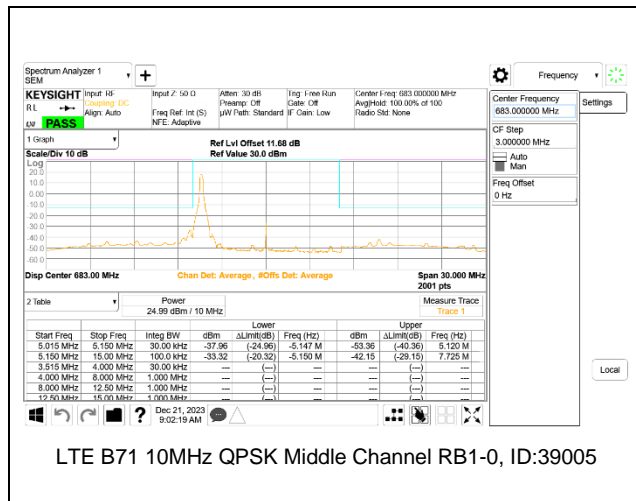 Spectrum Analyzer 1
SEM
+
Frequency
KEYSIGHT Input: RF Input Z: 50 Ω Atten: 30 dB Trig: Free Run Center Freq: 683.000000 MHz
RL Coupling: DC Preamp: Off Gate: Off Avg|Hold: 100.00% of 100
Align: Auto Freq Ref: Int (S) µW Path: Standard IF Gain: Low Radio Std: None
PASS NFE: Adaptive
Center Frequency
683.000000 MHz
Settings
CF Step
3.000000 MHz
Auto
Man
Freq Offset
0 Hz
Local
1 Graph Ref Lvl Offset 11.68 dB
Scale/Div 10 dB Ref Value 30.0 dBm
Log
20.0
10.0
0.00
-10.0
-20.0
-30.0
-40.0
-50.0
-60.0
Disp Center 683.00 MHz Chan Det: Average, #Offs Det: Average Span 30.000 MHz
2001 pts
2 Table Power Measure Trace
24.99 dBm / 10 MHz Trace 1
Lower Upper
Start Freq Stop Freq Integ BW dBm ΔLimit(dB) Freq (Hz) dBm ΔLimit(dB) Freq (Hz)
5.015 MHz 5.150 MHz 30.00 kHz -37.96 (-24.96) -5.147 M -53.36 (-40.36) 5.120 M
5.150 MHz 15.00 MHz 100.0 kHz -33.32 (-20.32) -5.150 M -42.15 (-29.15) 7.725 M
3.515 MHz 4.000 MHz 30.00 kHz --- (---) --- --- (---) ---
4.000 MHz 8.000 MHz 1.000 MHz --- (---) --- --- (---) ---
8.000 MHz 12.50 MHz 1.000 MHz --- (---) --- --- (---) ---
12.50 MHz 15.00 MHz 1.000 MHz --- (---) --- --- (---) ---
? Dec 21, 2023
9:02:19 AM
LTE B71 10MHz QPSK Middle Channel RB1-0, ID:39005